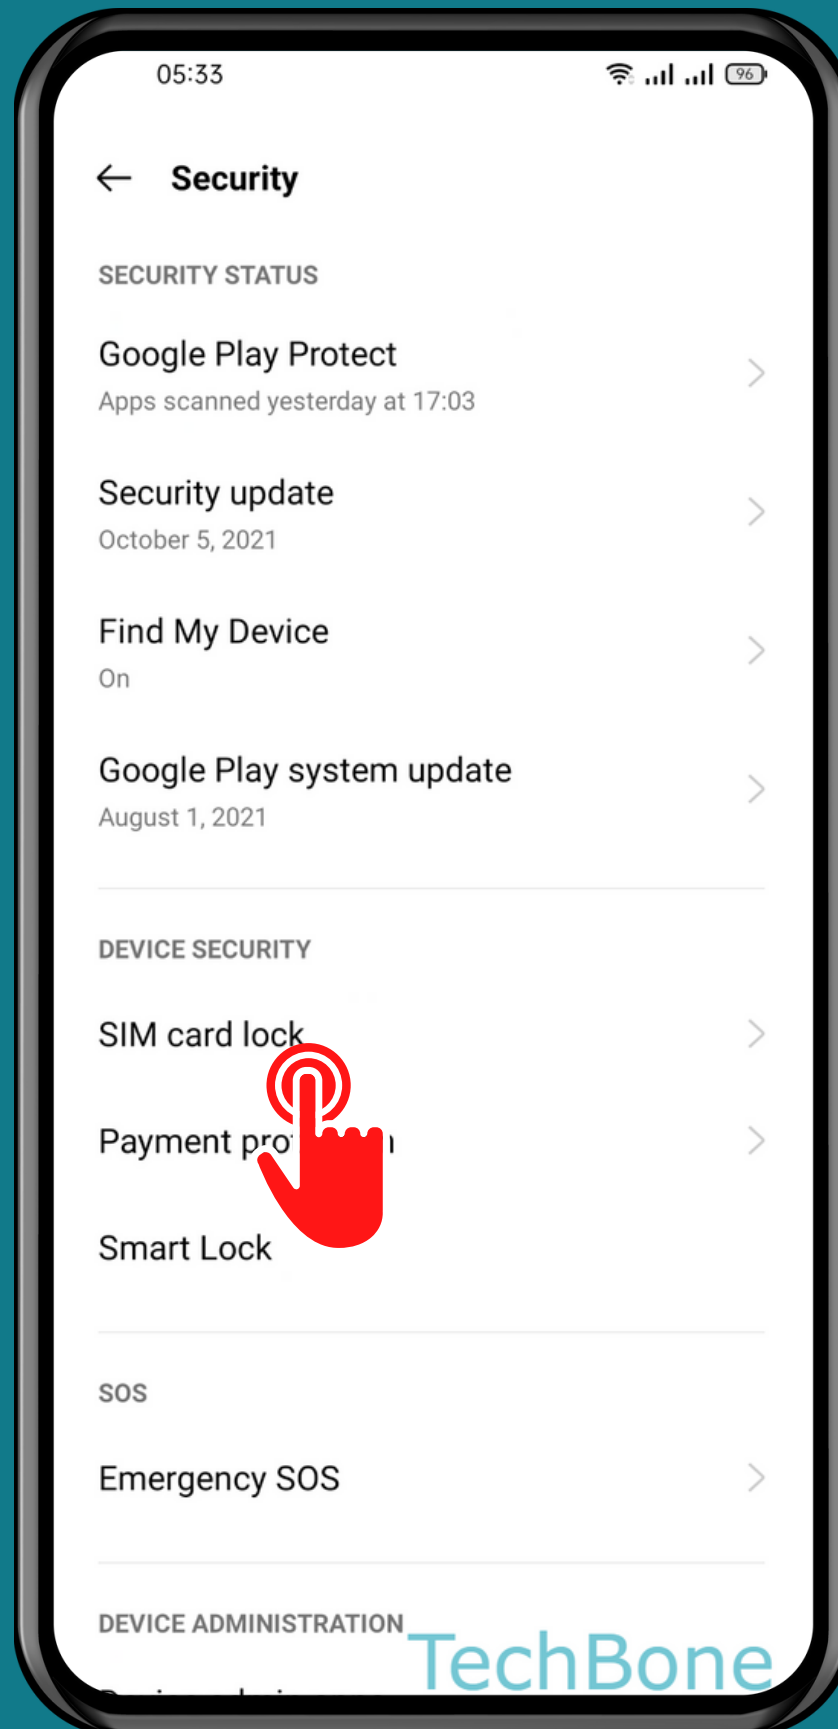 05:33
96
Security
SECURITY STATUS
Google Play Protect
Apps scanned yesterday at 17:03
Security update
October 5, 2021
Find My Device
On
Google Play system update
August 1, 2021
DEVICE SECURITY
SIM card lock
Payment
Smart Lock
SOS
Emergency SOS
DEVICE ADMINISTRATION
TechBone